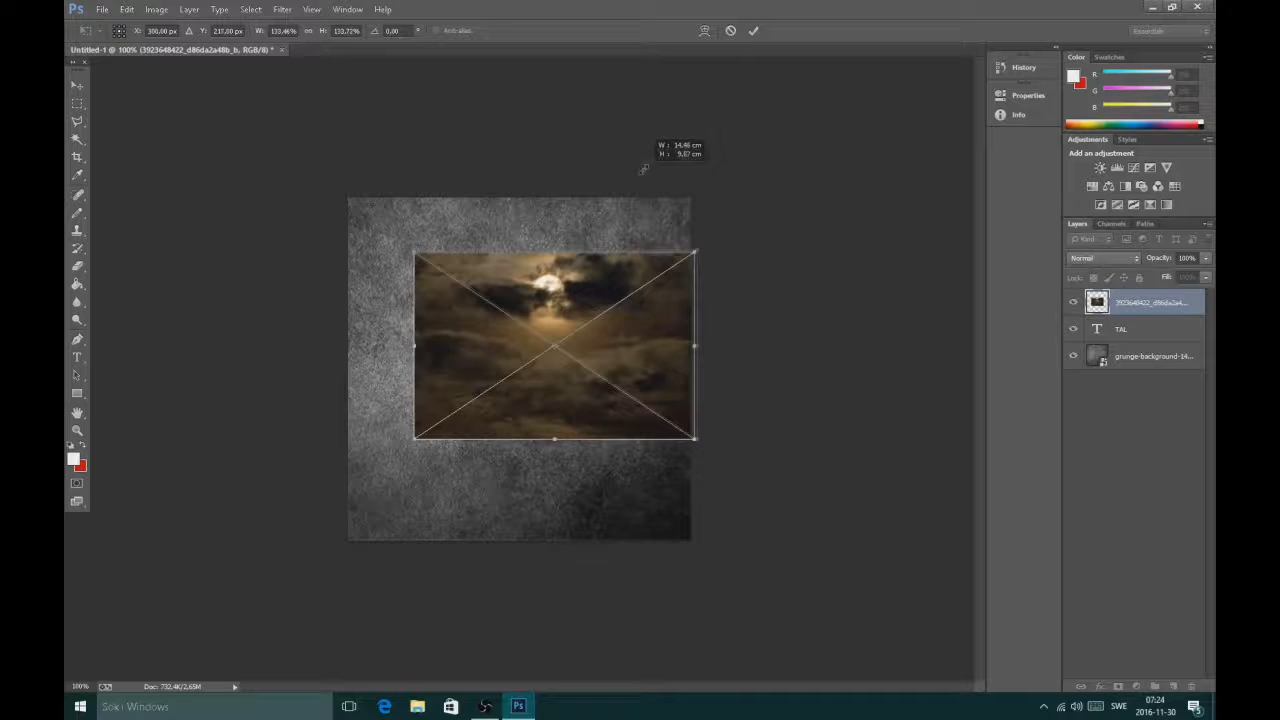 Ps File Edit Image Layer Type Select Filter View Window Help
X: 300,00 px Y: 217,00 px W: 133,46% H: 133,72% 0,00 ° Anti-alias
Essentials
Untitled-1 @ 100% (3923648422_d86da2a48b_b, RGB/8) * ×
History
Properties
Info
Color Swatches
R
G
B
Adjustments Styles
Add an adjustment
W: 14,46 cm
H: 9,87 cm
Layers Channels Paths
Kind
Normal Opacity: 100%
Lock: Fill: 100%
3923648422_d86da2a4...
T TAL
grunge-background-14...
100% Doc: 732,4K/2,65M
Sök i Windows
Ps
SWE
07:24
2016-11-30
5